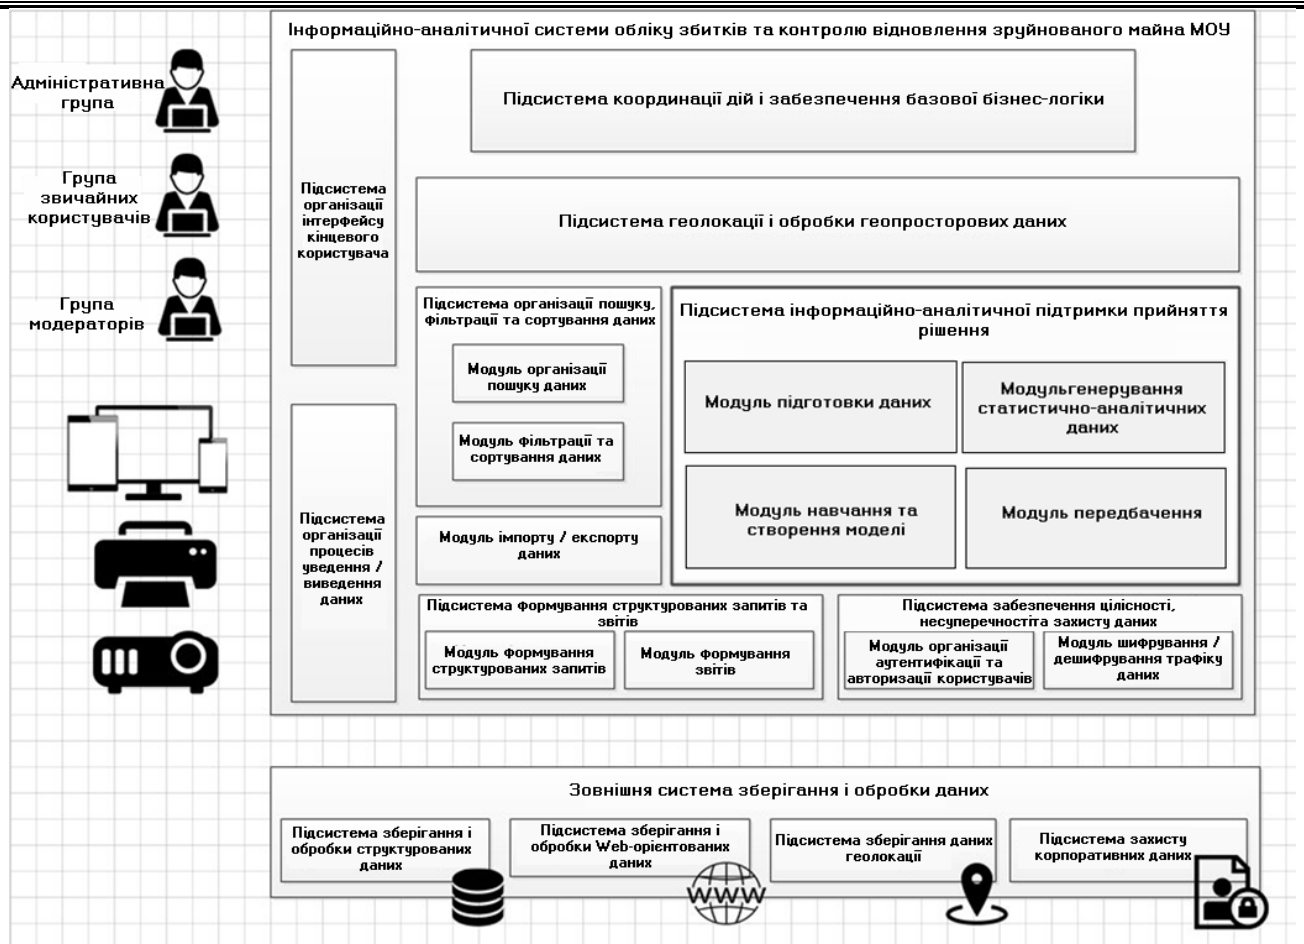 Інформаційно-аналітичної системи обліку збитків та контролю відновлення зруйнованого майна МОУ
Адміністративна
група
Група
звичайних
користувачів
Група
модераторів
Підсистема
організації
інтерфейсу
кінцевого
користувача
Підсистема координації дій і забезпечення базової бізнес-логіки
Підсистема геолокації і обробки геопросторових даних
Підсистема організації пошуку,
фільтрації та сортування даних
Модуль організації
пошуку даних
Модуль фільтрації та
сортування даних
Підсистема інформаційно-аналітичної підтримки прийняття
рішення
Модуль підготовки даних
Модульгенерування
статистично-аналітичних
даних
Модуль навчання та
створення моделі
Модуль передбачення
Підсистема
організації
процесів
уведення /
виведення
даних
Модуль імпорту / експорту
даних
Підсистема формування структурованих запитів та
звітів
Модуль формування
структурованих запитів
Модуль формування
звітів
Підсистема забезпечення цілісності,
несуперечностіта захисту даних
Модуль організації
аутентифікації та
авторизації користувачів
Модуль шифрування /
дешифрування трафіку
даних
Зовнішня система зберігання і обробки даних
Підсистема зберігання і
обробки структурованих
даних
Підсистема зберігання і
обробки Web-орієнтованих
даних
WWW
Підсистема зберігання даних
геолокації
Підсистема захисту
корпоративних даних